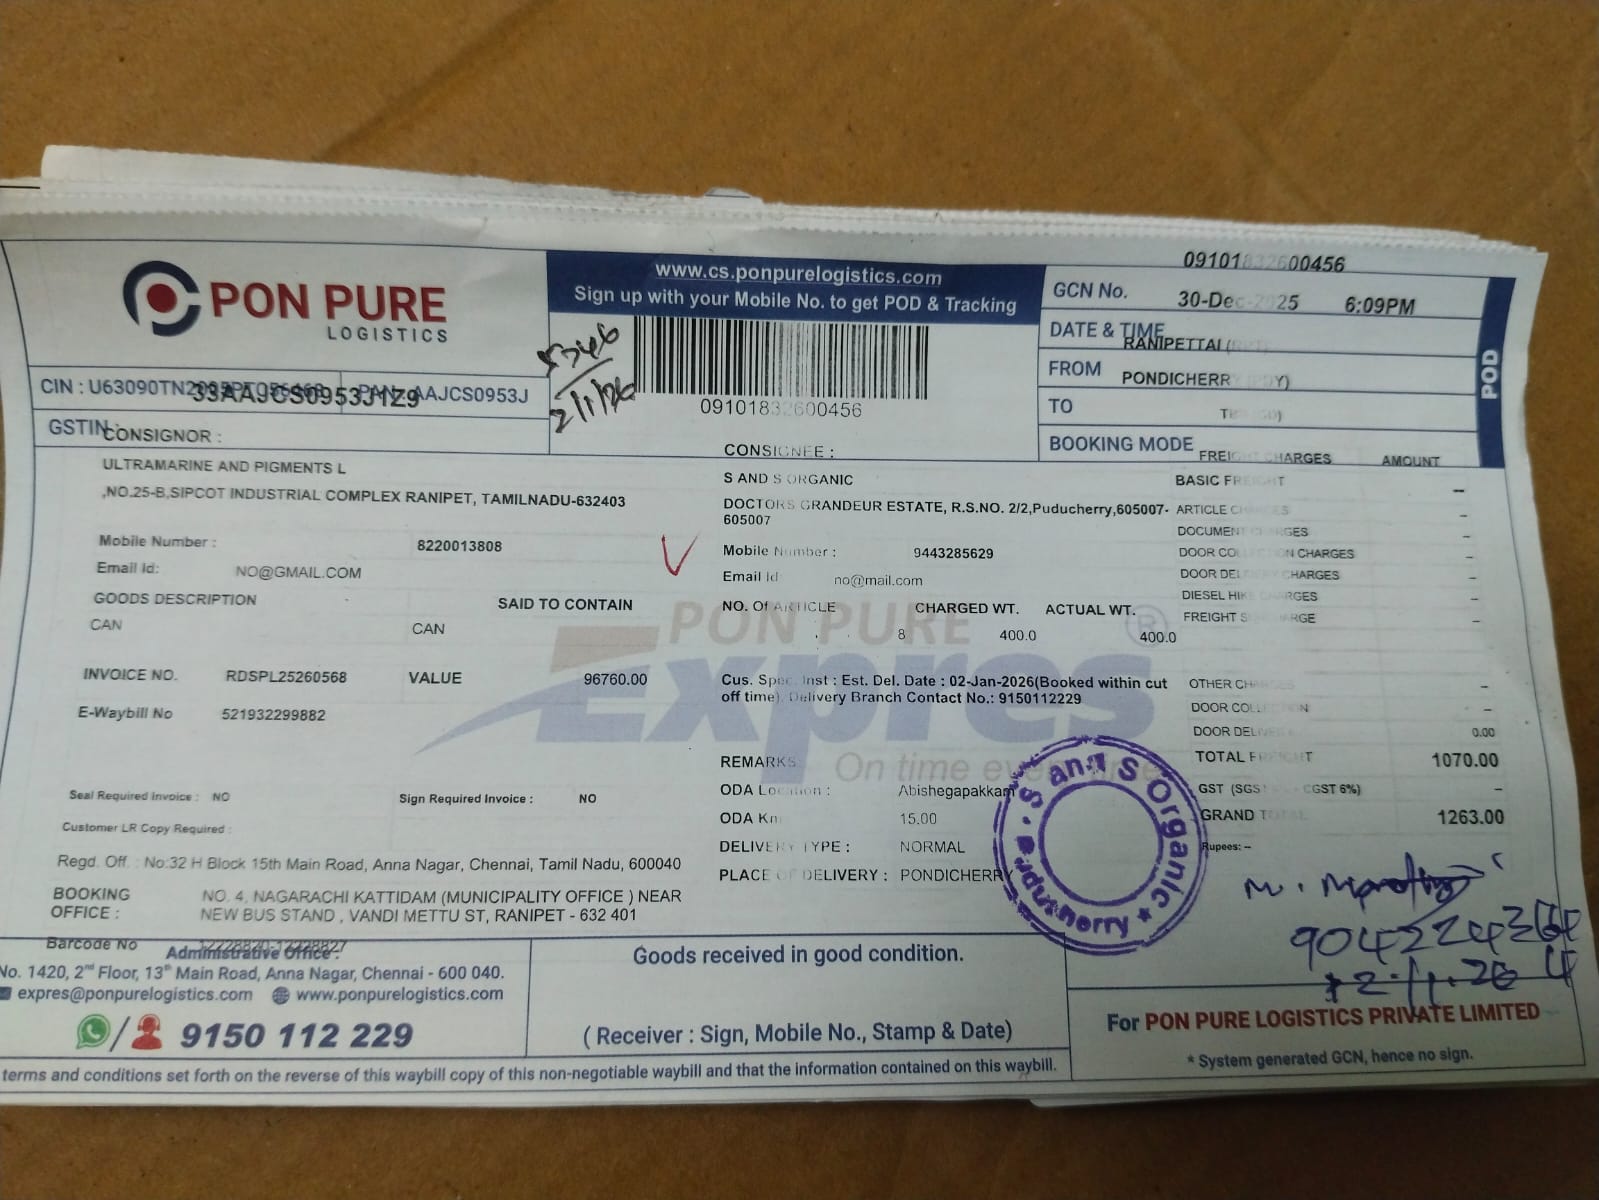 PON PURE
LOGISTICS
www.cs.ponpurelogistics.com
Sign up with your Mobile No. to get POD & Tracking
09101832600456
GCN No.
30-Dec-2025 6:09PM
DATE & TIME
RANIPETTAI
FROM
PONDICHERR
TO
BOOKING MODE
POD
CIN :
PAN : AAJCS0953J
33AAJCS0953J1Z9
GSTIN
5346
2/1/26
09101832600456
CONSIGNOR :
ULTRAMARINE AND PIGMENTS L
,NO.25-B,SIPCOT INDUSTRIAL COMPLEX RANIPET, TAMILNADU-632403
Mobile Number : 8220013808
Email Id: NO@GMAIL.COM
GOODS DESCRIPTION SAID TO CONTAIN
CAN CAN
INVOICE NO. RDSPL25260568 VALUE 96760.00
E-Waybill No 521932299882
Seal Required Invoice : NO Sign Required Invoice : NO
Customer LR Copy Required :
Regd. Off. : No:32 H Block 15th Main Road, Anna Nagar, Chennai, Tamil Nadu, 600040
BOOKING OFFICE : NO. 4, NAGARACHI KATTIDAM (MUNICIPALITY OFFICE ) NEAR
NEW BUS STAND , VANDI METTU ST, RANIPET - 632 401
Barcode No
CONSIGNEE :
S AND S ORGANIC
DOCTORS GRANDEUR ESTATE, R.S.NO. 2/2,Puducherry,605007-
605007
Mobile Number : 9443285629
Email Id no@mail.com
NO. Of ARTICLE CHARGED WT. ACTUAL WT.
8 400.0 400.0
Cus. Spec. Inst : Est. Del. Date : 02-Jan-2026(Booked within cut
off time). Delivery Branch Contact No.: 9150112229
REMARKS
ODA Location : Abishegapakkam
ODA Km 15.00
DELIVERY TYPE : NORMAL
PLACE OF DELIVERY : PONDICHERRY
PON PURE
Expres
®
On time
FREIGHT CHARGES AMOUNT
BASIC FREIGHT –
ARTICLE CHARGES –
DOCUMENT CHARGES –
DOOR COLLECTION CHARGES –
DOOR DELIVERY CHARGES –
DIESEL HIKE CHARGES –
FREIGHT SURCHARGE –
OTHER CHARGES –
DOOR COLLECTION –
DOOR DELIVERY 0.00
TOTAL FREIGHT 1070.00
GST (SGST CGST 6%) –
GRAND TOTAL 1263.00
Rupees: –
S and S Organic
Puducherry
Administrative Office :
No. 1420, 2nd Floor, 13th Main Road, Anna Nagar, Chennai - 600 040.
expres@ponpurelogistics.com www.ponpurelogistics.com
/ 9150 112 229
Goods received in good condition.
( Receiver : Sign, Mobile No., Stamp & Date)
For PON PURE LOGISTICS PRIVATE LIMITED
* System generated GCN, hence no sign.
terms and conditions set forth on the reverse of this waybill copy of this non-negotiable waybill and that the information contained on this waybill.